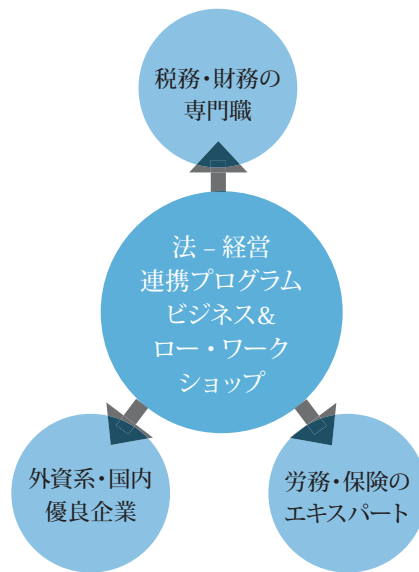 税務・財務の
専門職
法 – 経営
連携プログラム
ビジネス&
ロー・ワーク
ショップ
外資系・国内
優良企業
労務・保険の
エキスパート